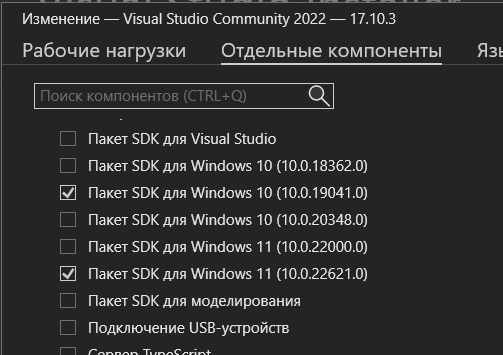 Изменение — Visual Studio Community 2022 — 17.10.3
Рабочие нагрузки Отдельные компоненты
Поиск компонентов (CTRL+Q)
Пакет SDK для Visual Studio
Пакет SDK для Windows 10 (10.0.18362.0)
Пакет SDK для Windows 10 (10.0.19041.0)
Пакет SDK для Windows 10 (10.0.20348.0)
Пакет SDK для Windows 11 (10.0.22000.0)
Пакет SDK для Windows 11 (10.0.22621.0)
Пакет SDK для моделирования
Подключение USB-устройств
Сервер TypeScript